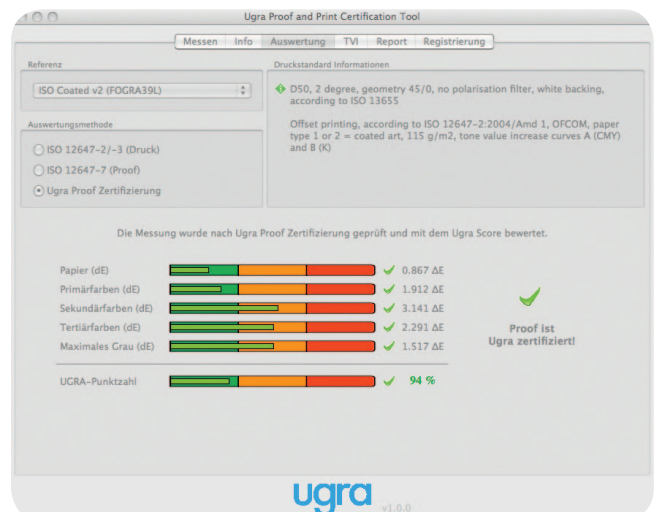 Ugra Proof and Print Certification Tool
Messen Info Auswertung TVI Report Registrierung
Referenz
ISO Coated v2 (FOGRA39L)
Auswertungsmethode
ISO 12647-2/-3 (Druck)
ISO 12647-7 (Proof)
Ugra Proof Zertifizierung
Druckstandard Informationen
D50, 2 degree, geometry 45/0, no polarisation filter, white backing,
according to ISO 13655
Offset printing, according to ISO 12647-2:2004/Amd 1, OFCOM, paper
type 1 or 2 = coated art, 115 g/m2, tone value increase curves A (CMY)
and B (K)
Die Messung wurde nach Ugra Proof Zertifizierung geprüft und mit dem Ugra Score bewertet.
Papier (dE) 0.867 ΔE
Primärfarben (dE) 1.912 ΔE
Sekundärfarben (dE) 3.141 ΔE
Tertiärfarben (dE) 2.291 ΔE
Maximales Grau (dE) 1.517 ΔE
UGRA-Punktzahl 94 %
Proof ist
Ugra zertifiziert!
ugra
v1.0.0